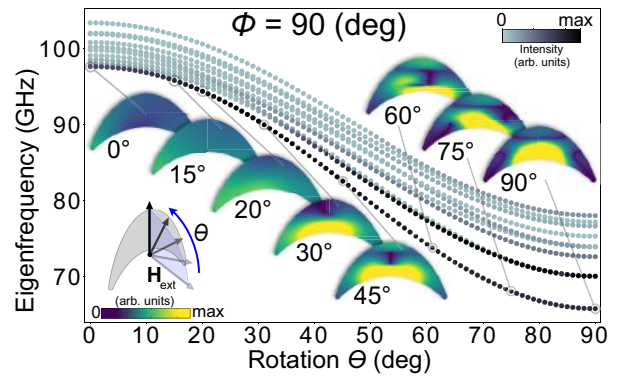 Φ = 90 (deg)
0 max
Intensity
(arb. units)
Eigenfrequency (GHz)
100
90
80
70
0°
15°
20°
30°
45°
60°
75°
90°
θ
H_ext
(arb. units)
0 max
0 10 20 30 40 50 60 70 80 90
Rotation Θ (deg)